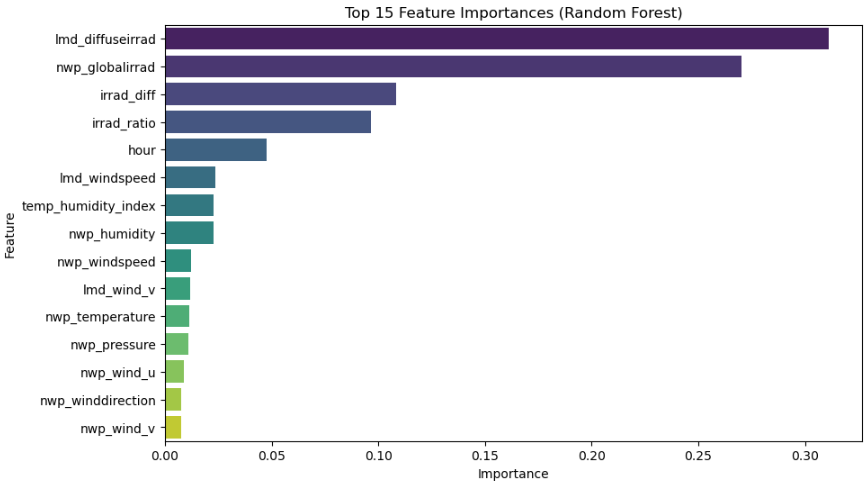 Top 15 Feature Importances (Random Forest)
lmd_diffuseirrad
nwp_globalirrad
irrad_diff
irrad_ratio
hour
lmd_windspeed
temp_humidity_index
nwp_humidity
nwp_windspeed
lmd_wind_v
nwp_temperature
nwp_pressure
nwp_wind_u
nwp_winddirection
nwp_wind_v
Feature
0.00 0.05 0.10 0.15 0.20 0.25 0.30
Importance